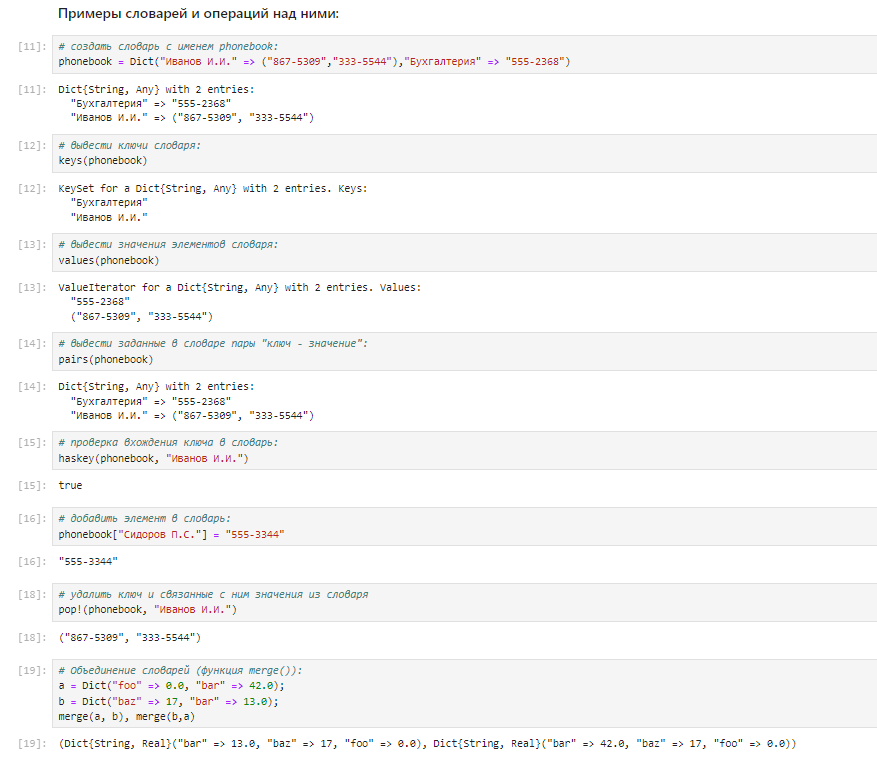 Примеры словарей и операций над ними:
[11]: # создать словарь с именем phonebook:
phonebook = Dict("Иванов И.И." => ("867-5309","333-5544"),"Бухгалтерия" => "555-2368")
[11]: Dict{String, Any} with 2 entries:
"Бухгалтерия" => "555-2368"
"Иванов И.И." => ("867-5309", "333-5544")
[12]: # вывести ключи словаря:
keys(phonebook)
[12]: KeySet for a Dict{String, Any} with 2 entries. Keys:
"Бухгалтерия"
"Иванов И.И."
[13]: # вывести значения элементов словаря:
values(phonebook)
[13]: ValueIterator for a Dict{String, Any} with 2 entries. Values:
"555-2368"
("867-5309", "333-5544")
[14]: # вывести заданные в словаре пары "ключ - значение":
pairs(phonebook)
[14]: Dict{String, Any} with 2 entries:
"Бухгалтерия" => "555-2368"
"Иванов И.И." => ("867-5309", "333-5544")
[15]: # проверка вхождения ключа в словарь:
haskey(phonebook, "Иванов И.И.")
[15]: true
[16]: # добавить элемент в словарь:
phonebook["Сидоров П.С."] = "555-3344"
[16]: "555-3344"
[18]: # удалить ключ и связанные с ним значения из словаря
pop!(phonebook, "Иванов И.И.")
[18]: ("867-5309", "333-5544")
[19]: # Объединение словарей (функция merge()):
a = Dict("foo" => 0.0, "bar" => 42.0);
b = Dict("baz" => 17, "bar" => 13.0);
merge(a, b), merge(b,a)
[19]: (Dict{String, Real}("bar" => 13.0, "baz" => 17, "foo" => 0.0), Dict{String, Real}("bar" => 42.0, "baz" => 17, "foo" => 0.0))